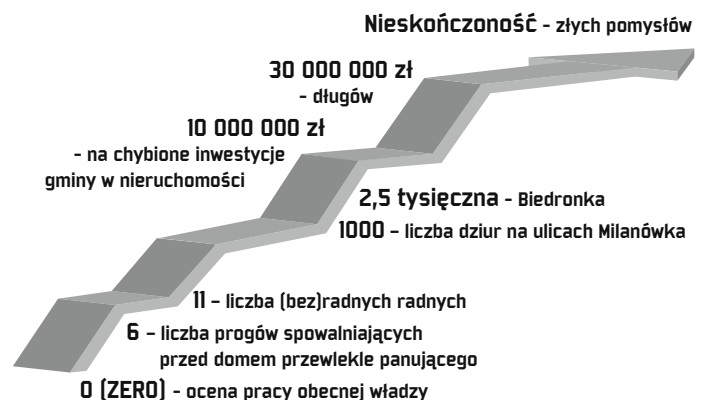 Nieskończoność - złych pomysłów
30 000 000 zł
- długów
10 000 000 zł
- na chybione inwestycje
gminy w nieruchomości
2,5 tysięczna - Biedronka
1000 – liczba dziur na ulicach Milanówka
11 – liczba (bez)radnych radnych
6 – liczba progów spowalniających
przed domem przewlekle panującego
0 (ZERO) - ocena pracy obecnej władzy